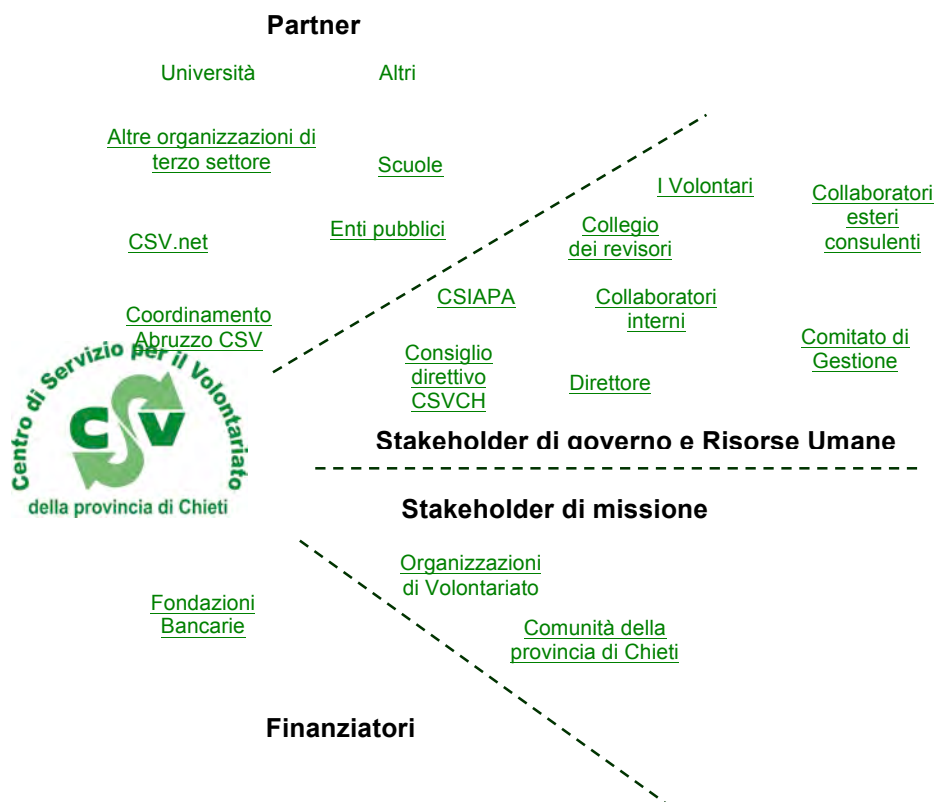 Partner
Università
Altri
Altre organizzazioni di
terzo settore
Scuole
CSV.net
Enti pubblici
Coordinamento
Abruzzo CSV
I Volontari
Collaboratori
esteri
consulenti
Collegio
dei revisori
CSIAPA
Collaboratori
interni
Comitato di
Gestione
Consiglio
direttivo
CSVCH
Direttore
Stakeholder di governo e Risorse Umane
Centro di Servizio per il Volontariato
CSV
della provincia di Chieti
Stakeholder di missione
Organizzazioni
di Volontariato
Comunità della
provincia di Chieti
Fondazioni
Bancarie
Finanziatori